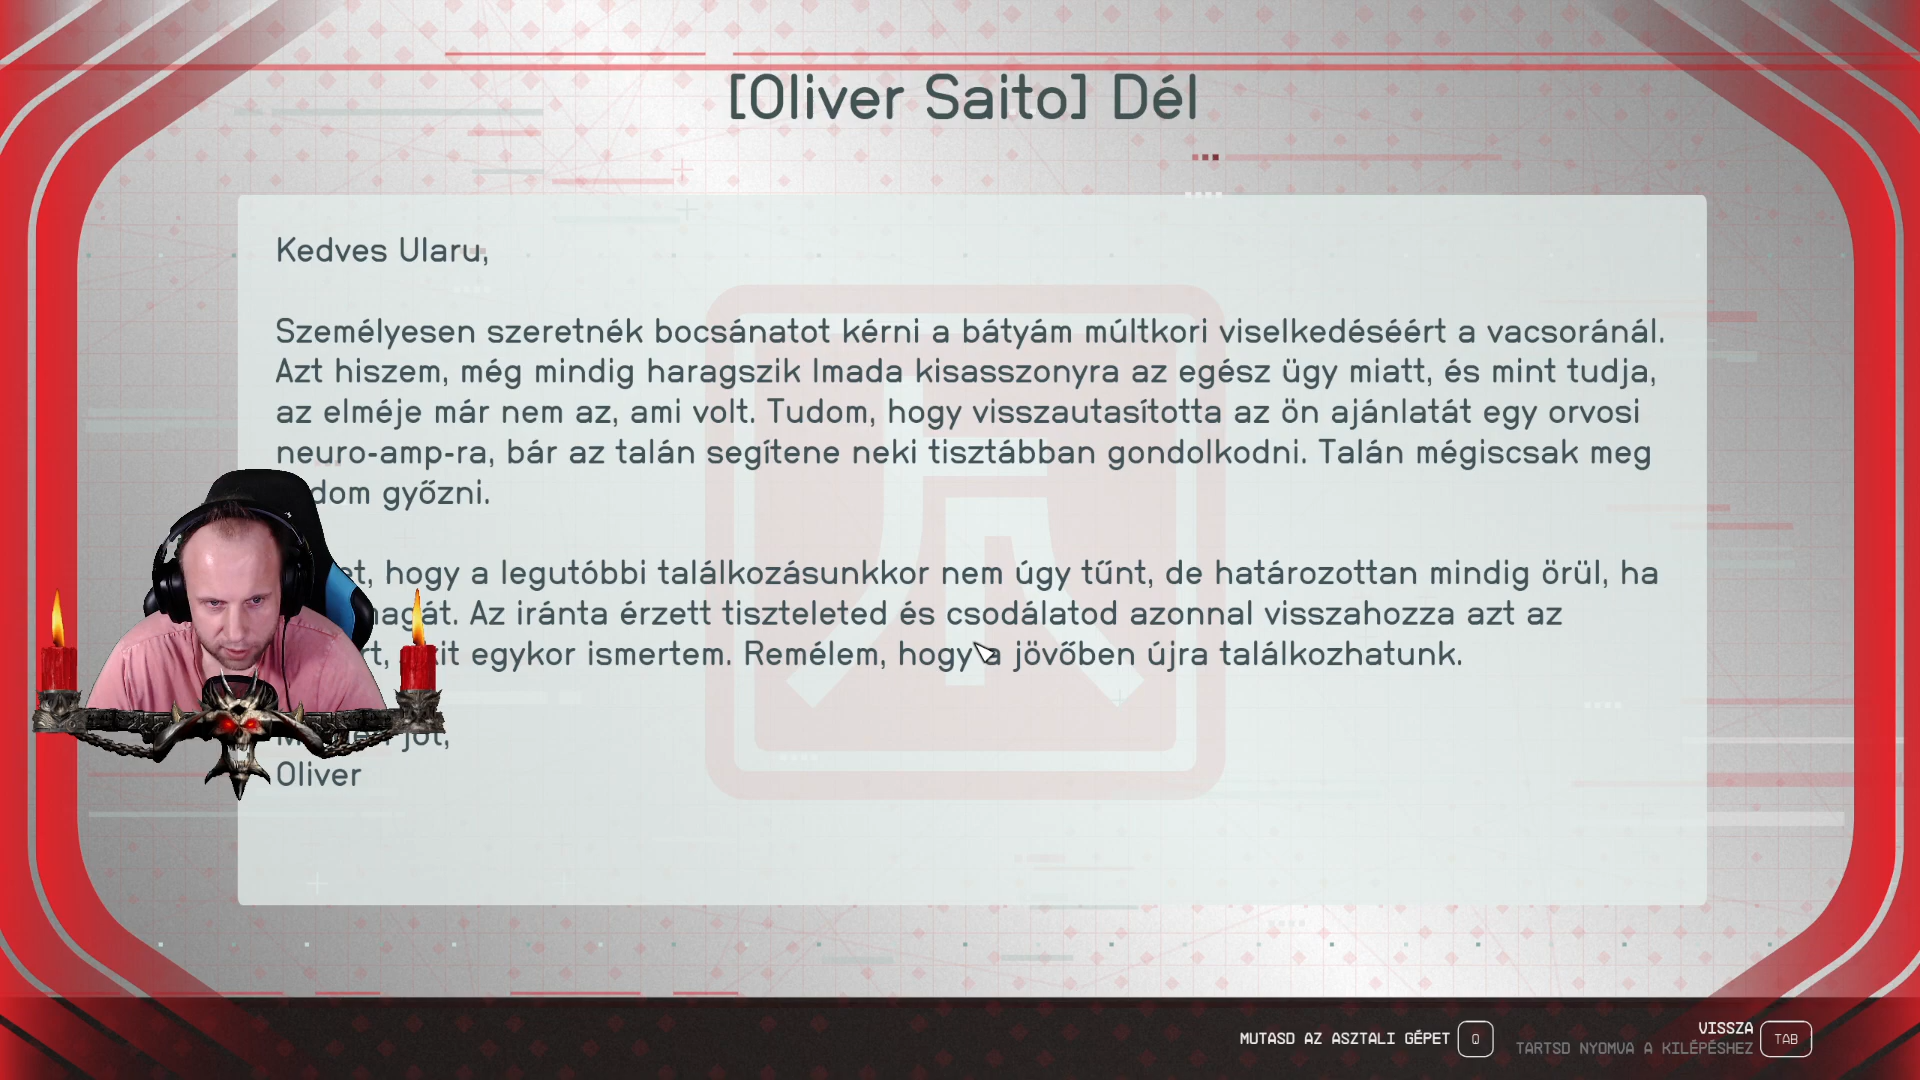 [Oliver Saito] Dél
Kedves Ularu,
Személyesen szeretnék bocsánatot kérni a bátyám múltkori viselkedéséért a vacsoránál.
Azt hiszem, még mindig haragszik Imada kisasszonyra az egész ügy miatt, és mint tudja,
az elméje már nem az, ami volt. Tudom, hogy visszautasította az ön ajánlatát egy orvosi
neuro-amp-ra, bár az talán segítene neki tisztábban gondolkodni. Talán mégiscsak meg
győzni.
hogy a legutóbbi találkozásunkkor nem úgy tűnt, de határozottan mindig örül, ha
Az iránta érzett tiszteleted és csodálatod azonnal visszahozza azt az
egykor ismertem. Remélem, hogy a jövőben újra találkozhatunk.
jót,
Oliver
MUTASD AZ ASZTALI GÉPET Q
VISSZA TAB
TARTSD NYOMVA A KILÉPÉSHEZ